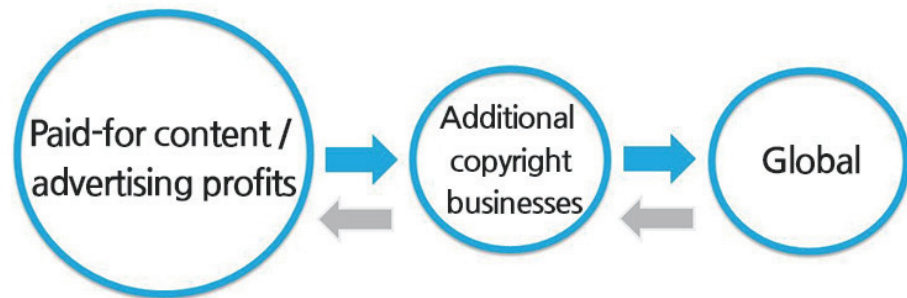 Paid-for content /
advertising profits
Additional
copyright
businesses
Global